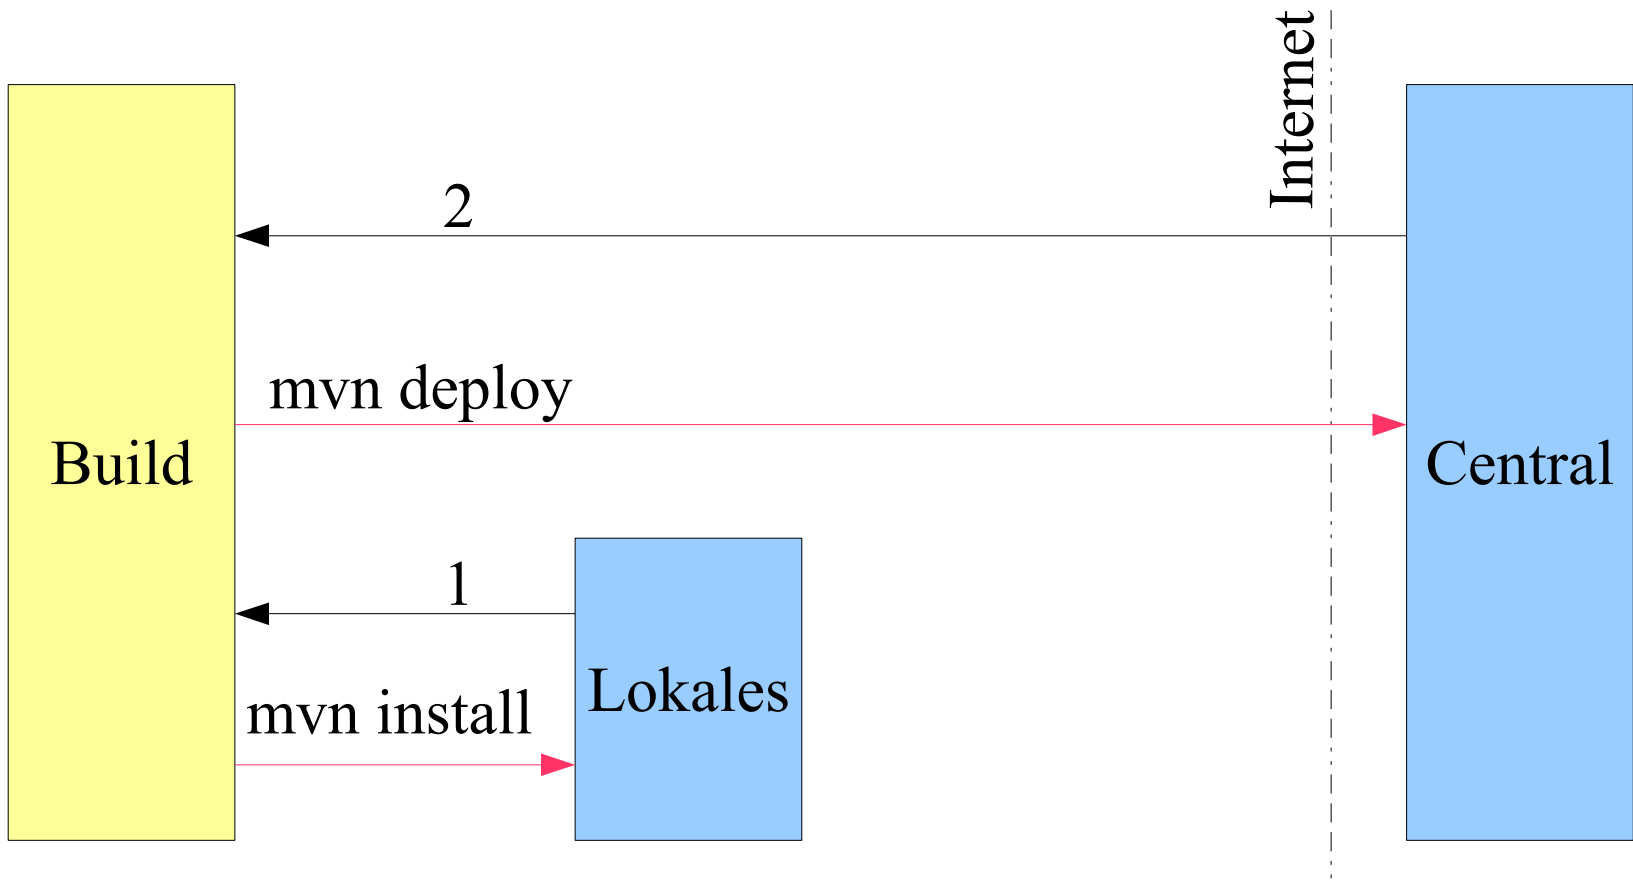 Internet
2
mvn deploy
Build
Central
1
Lokales
mvn install